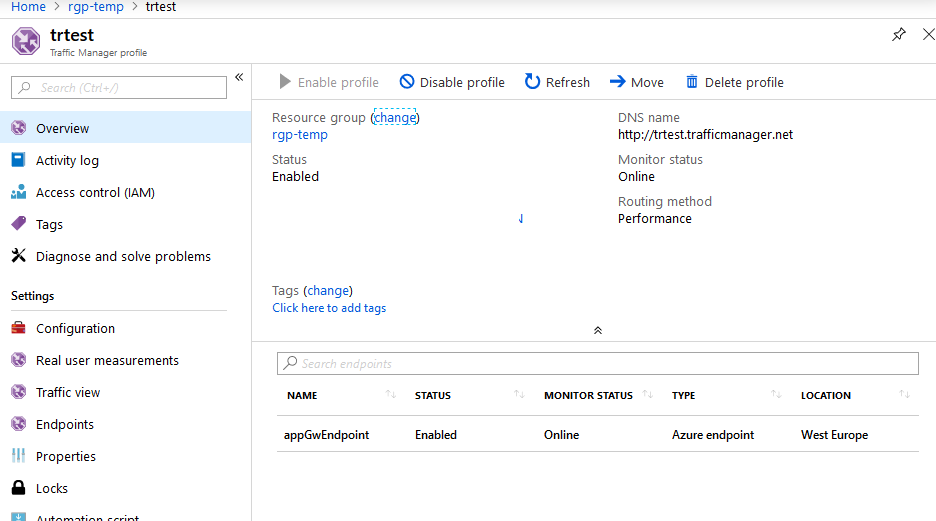 Home > rgp-temp > trtest
trtest
Traffic Manager profile
Search (Ctrl+/)
«
Overview
Activity log
Access control (IAM)
Tags
Diagnose and solve problems
Settings
Configuration
Real user measurements
Traffic view
Endpoints
Properties
Locks
Automation script
Enable profile
Disable profile
Refresh
Move
Delete profile
Resource group (change)
rgp-temp
Status
Enabled
DNS name
http://trtest.trafficmanager.net
Monitor status
Online
Routing method
Performance
Tags (change)
Click here to add tags
Search endpoints
NAME STATUS MONITOR STATUS TYPE LOCATION
appGwEndpoint Enabled Online Azure endpoint West Europe